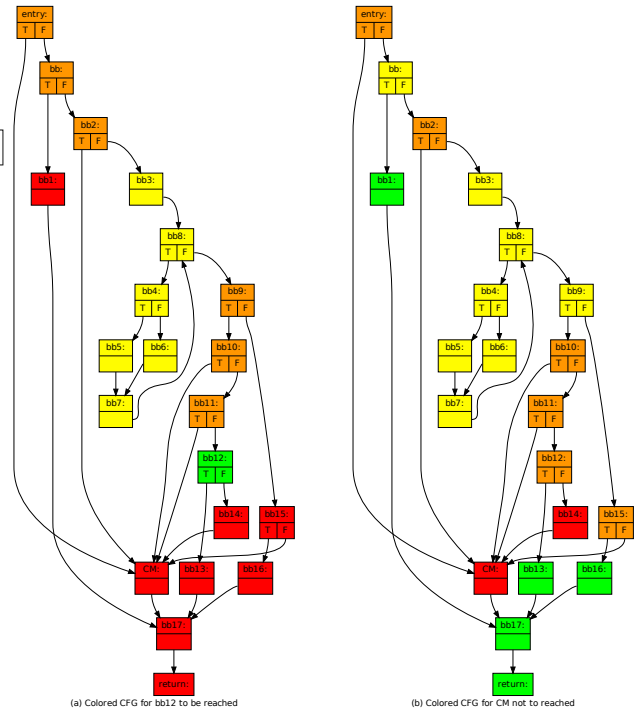 entry:
T F
bb:
T F
bb2:
T F
bb1:
bb3:
bb8:
T F
bb4:
T F
bb9:
T F
bb5:
bb6:
bb10:
T F
bb7:
bb11:
T F
bb12:
T F
bb14:
bb15:
T F
CM:
bb13:
bb16:
bb17:
return:
(a) Colored CFG for bb12 to be reached
entry:
T F
bb:
T F
bb2:
T F
bb1:
bb3:
bb8:
T F
bb4:
T F
bb9:
T F
bb5:
bb6:
bb10:
T F
bb7:
bb11:
T F
bb12:
T F
bb14:
bb15:
T F
CM:
bb13:
bb16:
bb17:
return:
(b) Colored CFG for CM not to reached